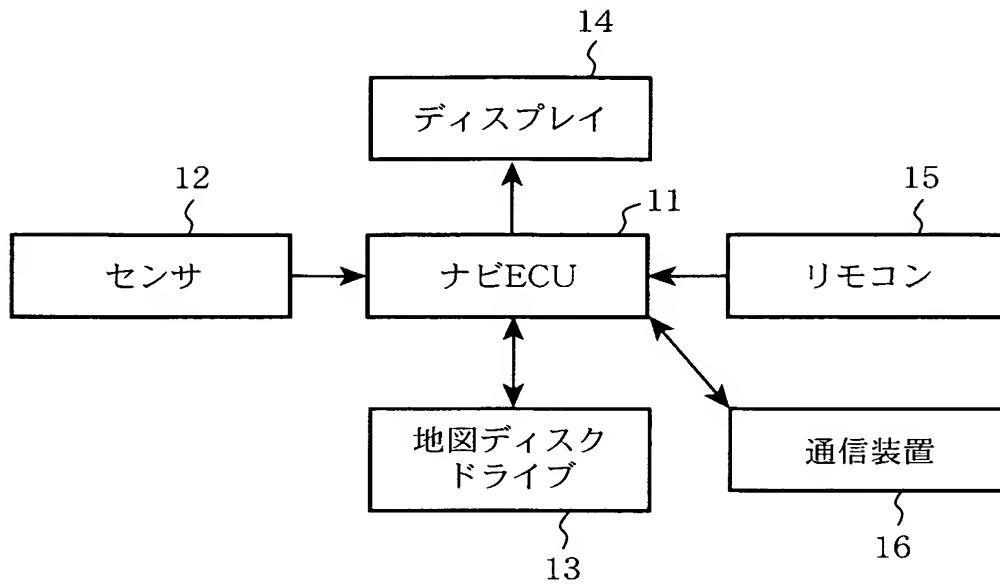 14
ディスプレイ
12
11
15
センサ
ナビECU
リモコン
地図ディスク
ドライブ
通信装置
13
16